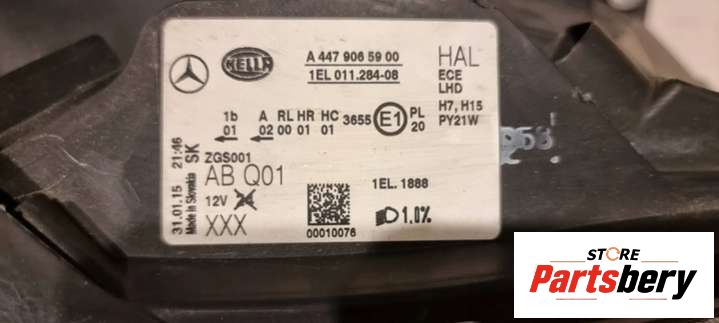 HELLA
A 447 906 59 00
1EL 011.284-08
HAL
ECE
LHD
H7, H15
PY21W
1b A RL HR HC PL
01 02 00 01 01 3655 E1 20
31.01.15 21:46
Made in Slovakia SK
ZGS001
AB Q01
12V
XXX
00010076
1EL. 1888
1.0%
STORE
Partsbery